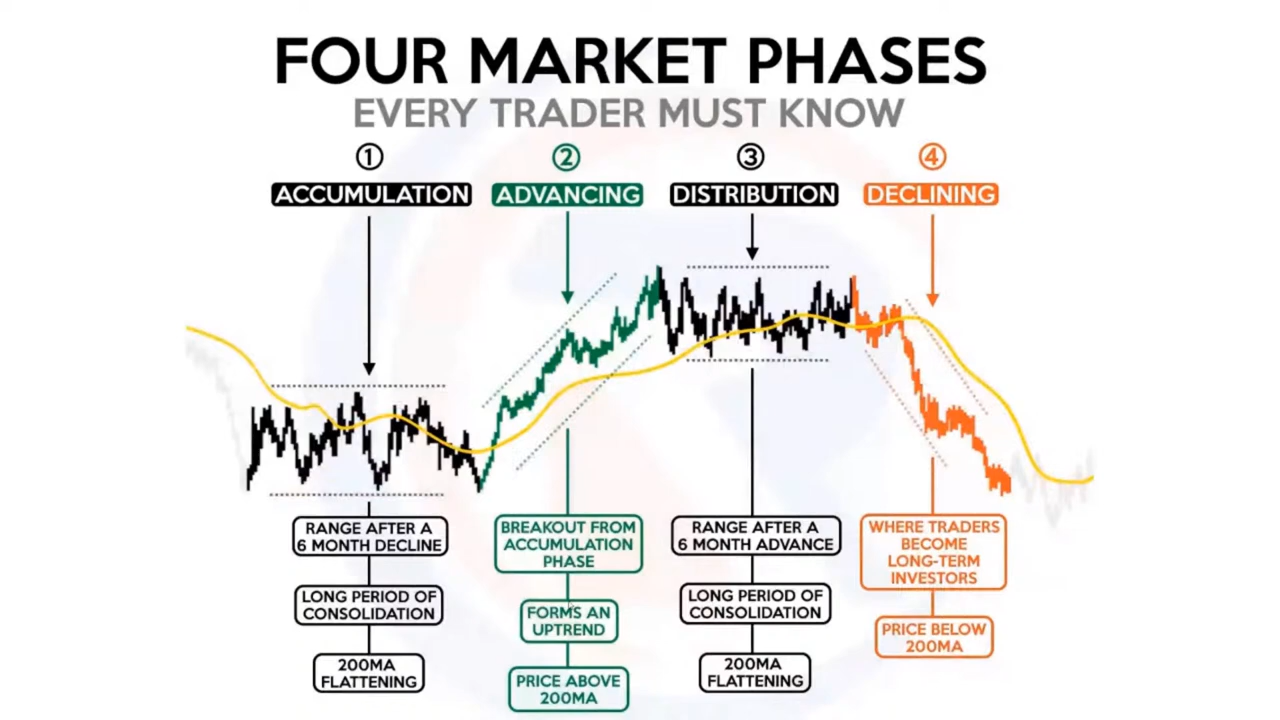 FOUR MARKET PHASES
EVERY TRADER MUST KNOW
①
ACCUMULATION
②
ADVANCING
③
DISTRIBUTION
④
DECLINING
RANGE AFTER A
6 MONTH DECLINE
LONG PERIOD OF
CONSOLIDATION
200MA
FLATTENING
BREAKOUT FROM
ACCUMULATION
PHASE
FORMS AN
UPTREND
PRICE ABOVE
200MA
RANGE AFTER A
6 MONTH ADVANCE
LONG PERIOD OF
CONSOLIDATION
200MA
FLATTENING
WHERE TRADERS
BECOME
LONG-TERM
INVESTORS
PRICE BELOW
200MA